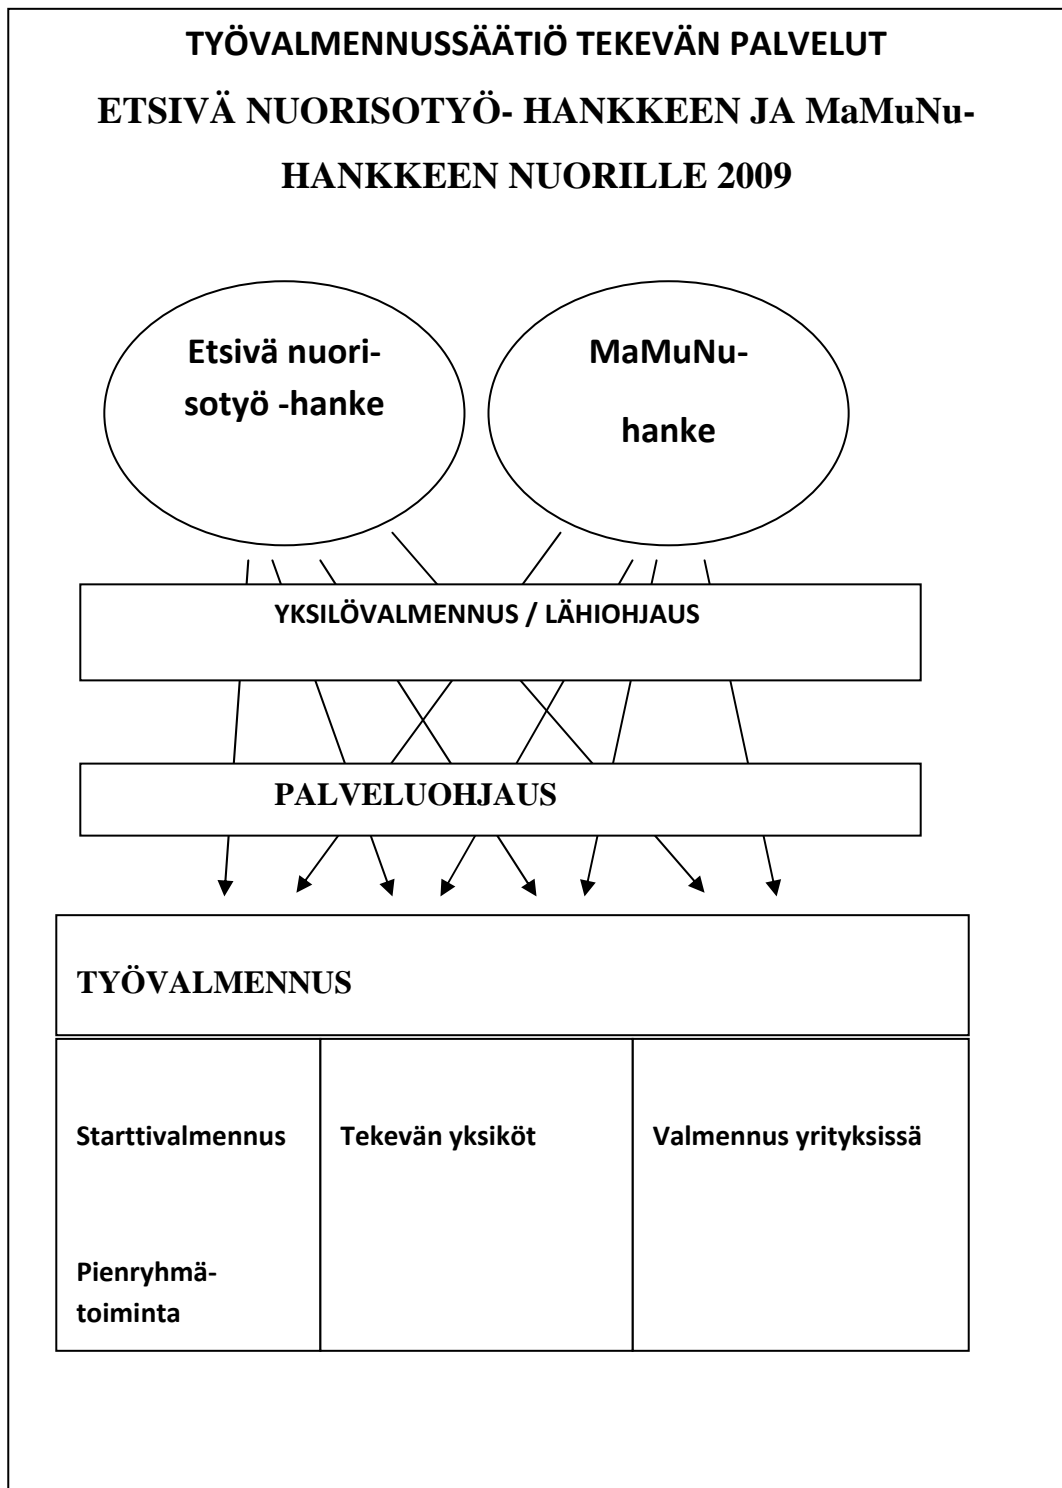 TYÖVALMENNUSSÄÄTIÖ TEKEVÄN PALVELUT
ETSIVÄ NUORISOTYÖ- HANKKEEN JA MaMuNu-
HANKKEEN NUORILLE 2009
Etsivä nuori-
sotyö -hanke
MaMuNu-
hanke
YKSILÖVALMENNUS / LÄHIOHJAUS
PALVELUOHJAUS
TYÖVALMENNUS
Starttivalmennus
Pienryhmä-
toiminta
Tekevän yksiköt
Valmennus yrityksissä